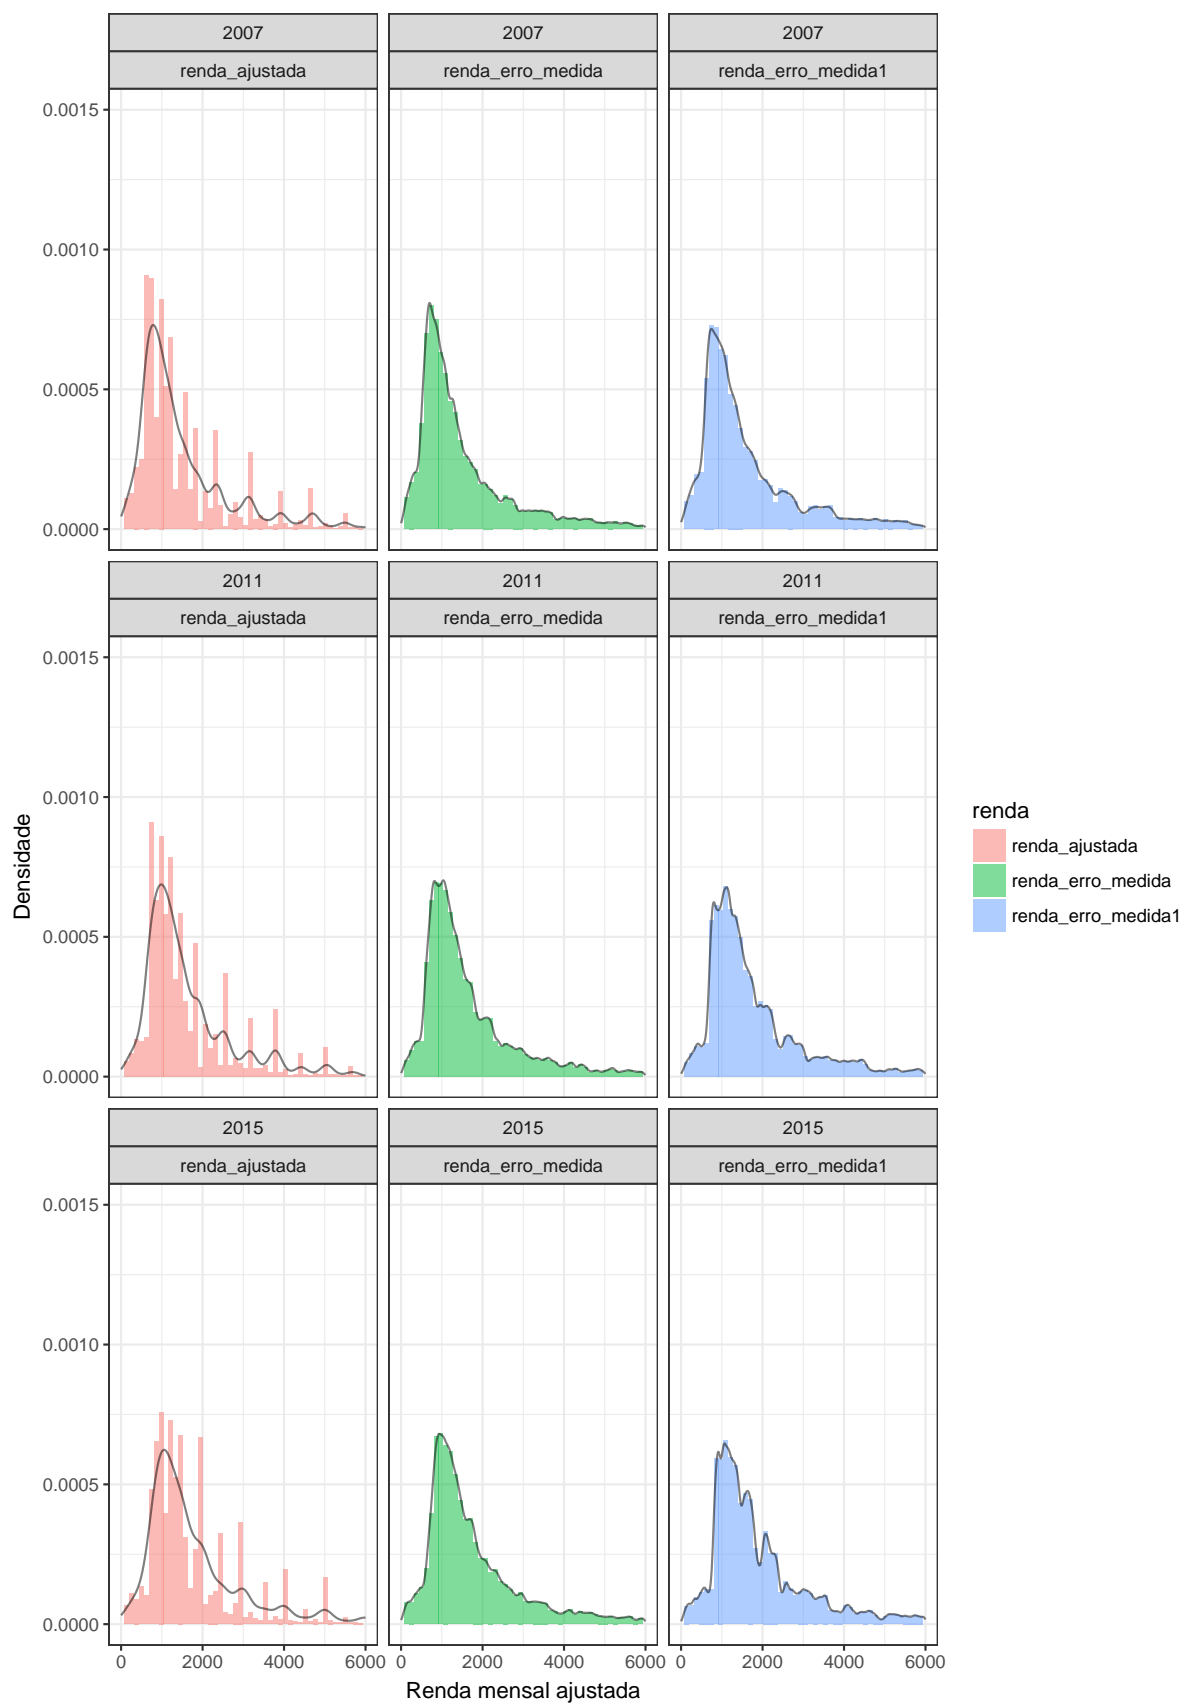 2007 2007 2007
renda_ajustada renda_erro_medida renda_erro_medida1
0.0015
0.0010
0.0005
0.0000
2011 2011 2011
renda_ajustada renda_erro_medida renda_erro_medida1
0.0015
0.0010
0.0005
0.0000
2015 2015 2015
renda_ajustada renda_erro_medida renda_erro_medida1
0.0015
0.0010
0.0005
0.0000
0 2000 4000 6000 0 2000 4000 6000 0 2000 4000 6000
Renda mensal ajustada
Densidade
renda
renda_ajustada
renda_erro_medida
renda_erro_medida1